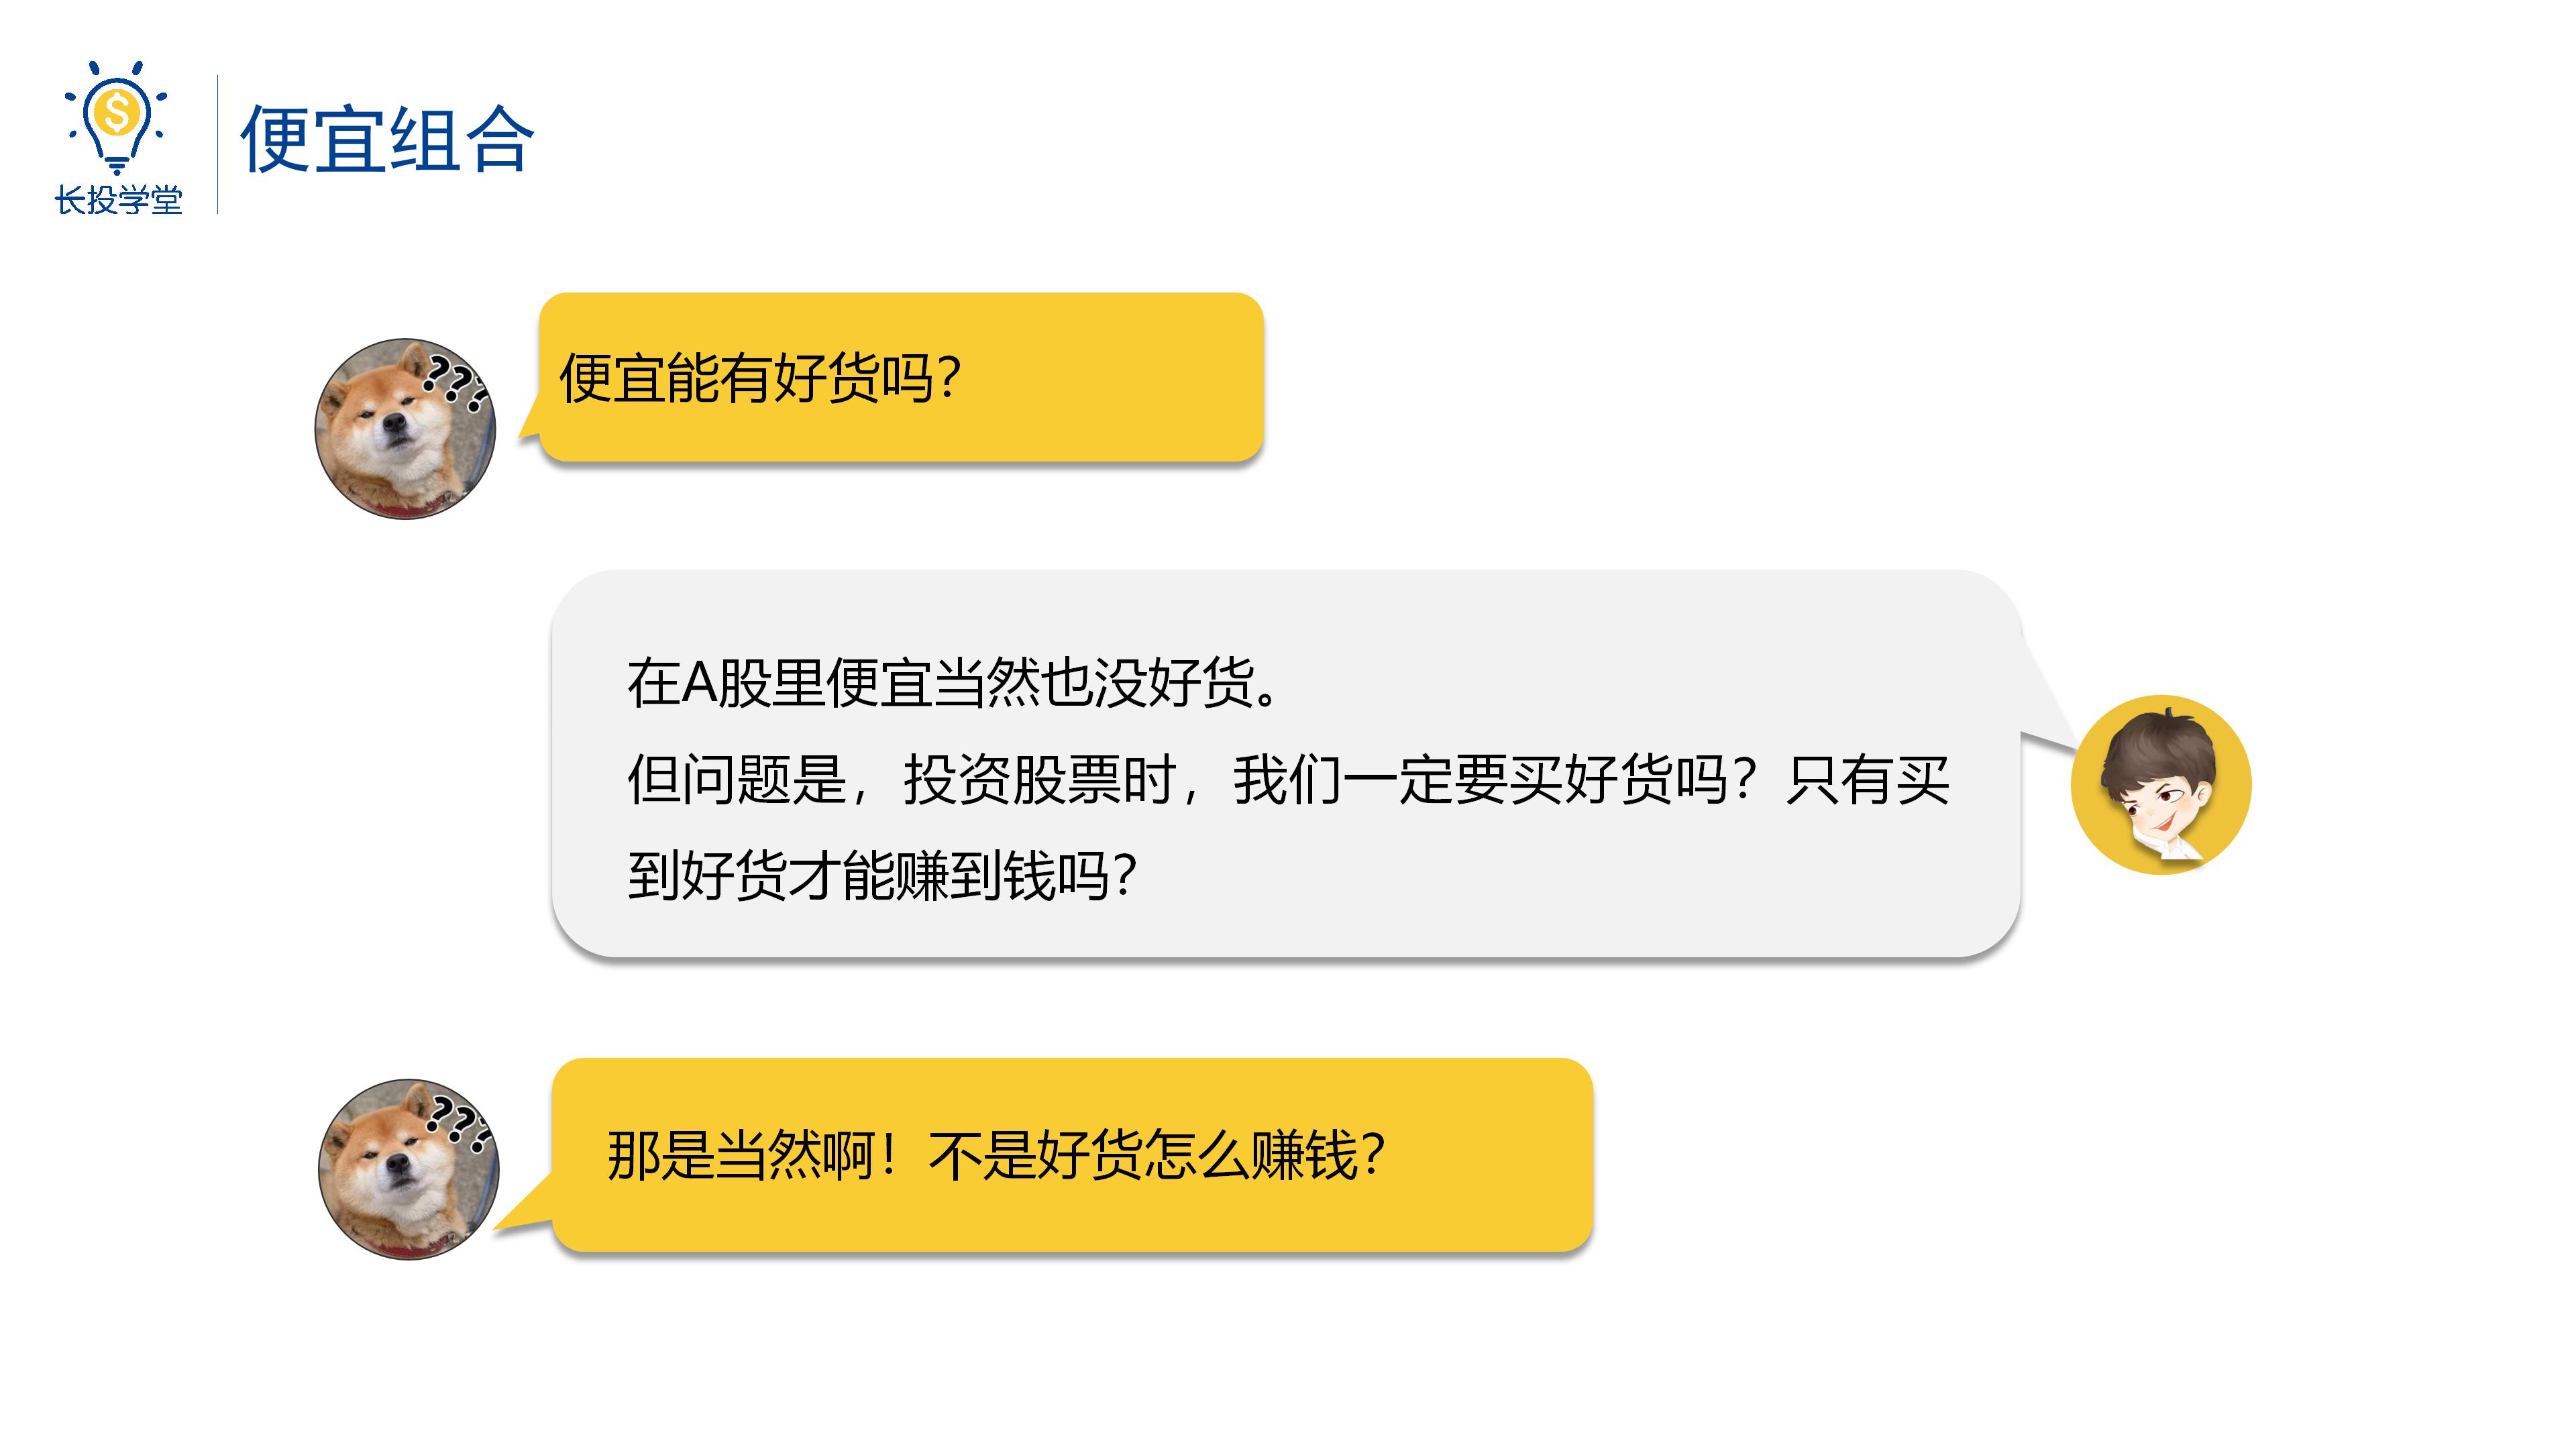 便宜组合
长投学堂
便宜能有好货吗？
???
在A股里便宜当然也没好货。
但问题是，投资股票时，我们一定要买好货吗？只有买
到好货才能赚到钱吗？
???
那是当然啊！不是好货怎么赚钱？